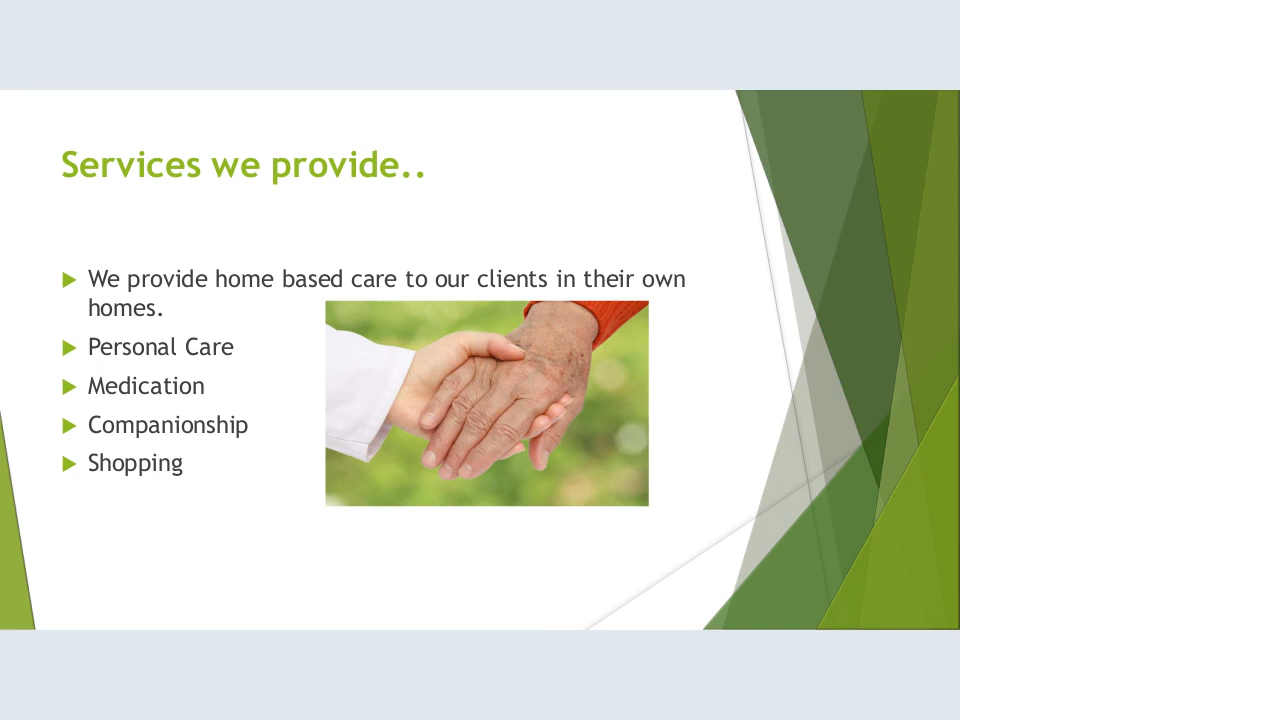 Services we provide..
We provide home based care to our clients in their own
homes.
Personal Care
Medication
Companionship
Shopping